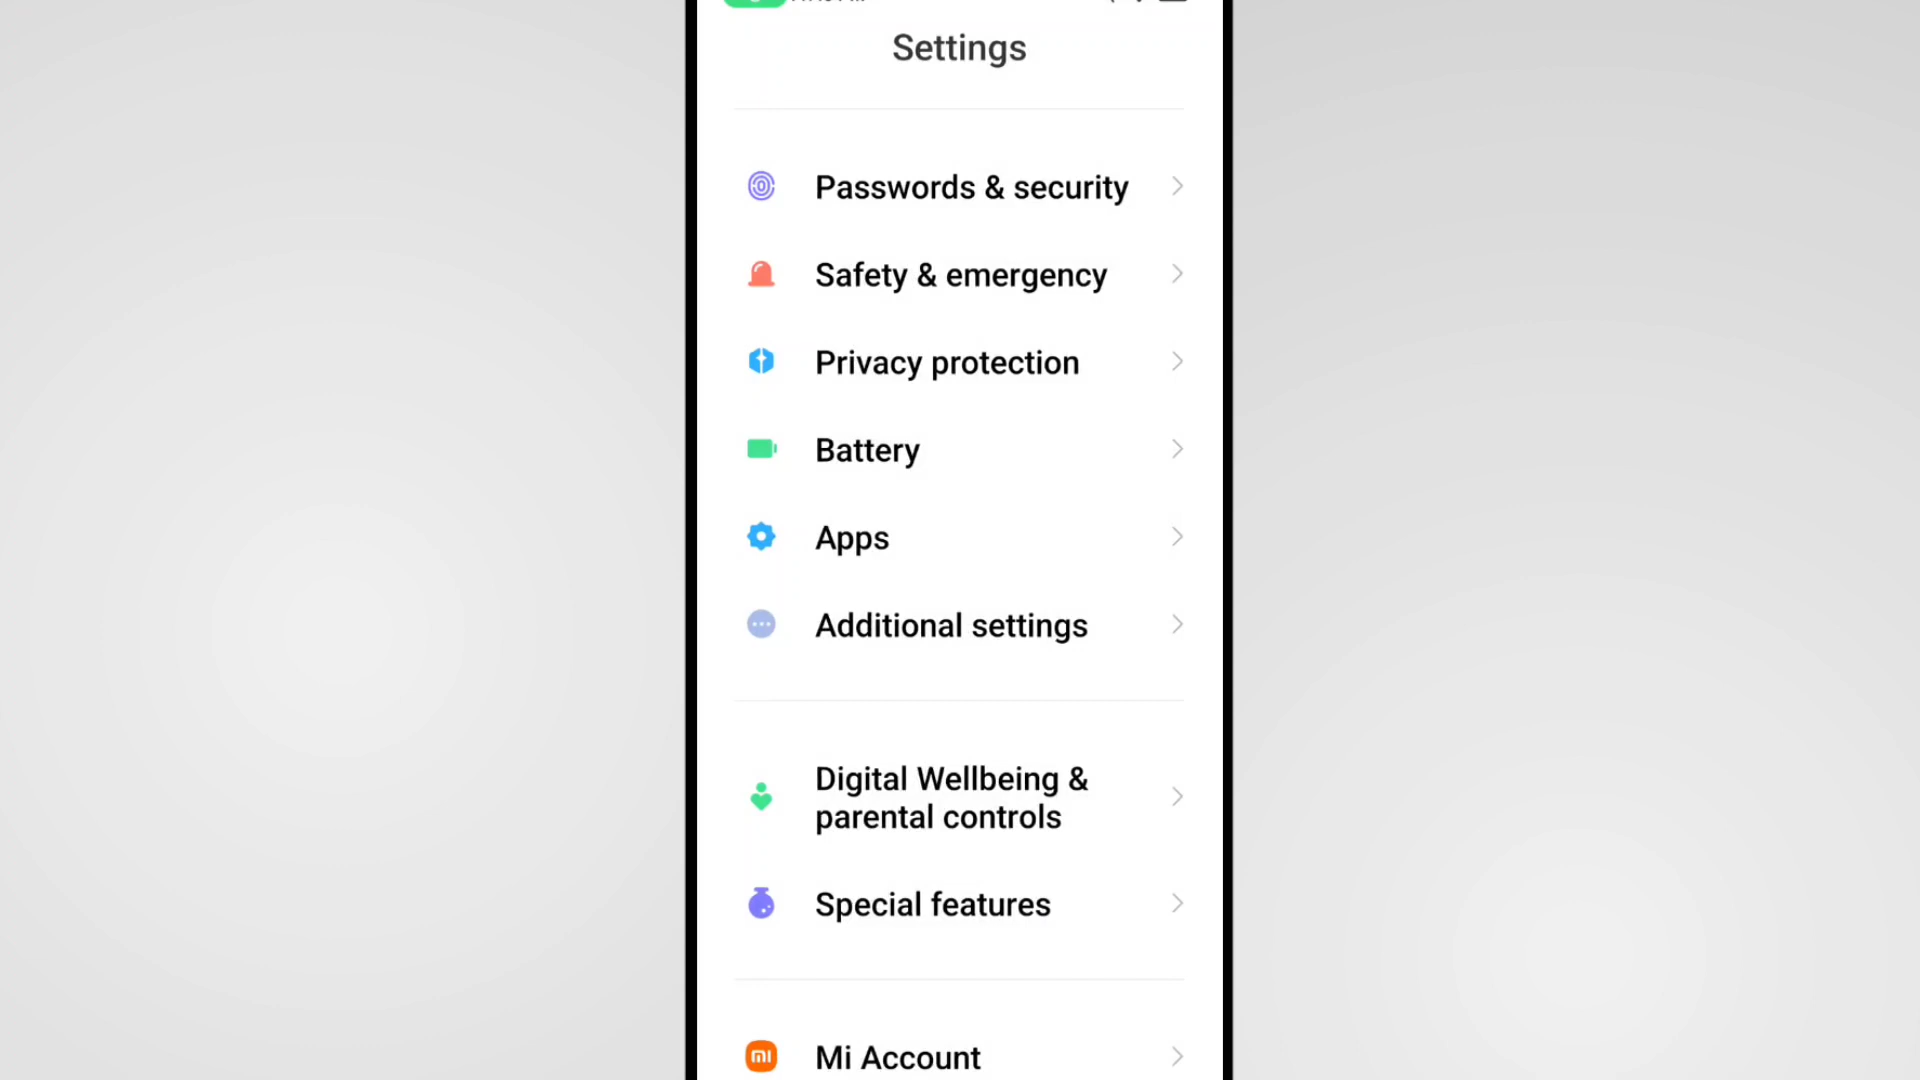 Settings
Passwords & security
Safety & emergency
Privacy protection
Battery
Apps
Additional settings
Digital Wellbeing &
parental controls
Special features
mi
Mi Account